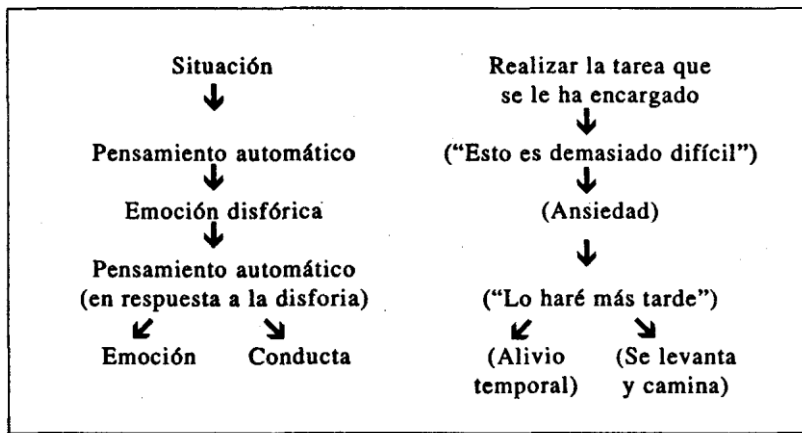 Situación
Pensamiento automático
Emoción disfórica
Pensamiento automático
(en respuesta a la disforia)
Emoción
Conducta
Realizar la tarea que
se le ha encargado
(“Esto es demasiado difícil”)
(Ansiedad)
(“Lo haré más tarde”)
(Alivio
temporal)
(Se levanta
y camina)